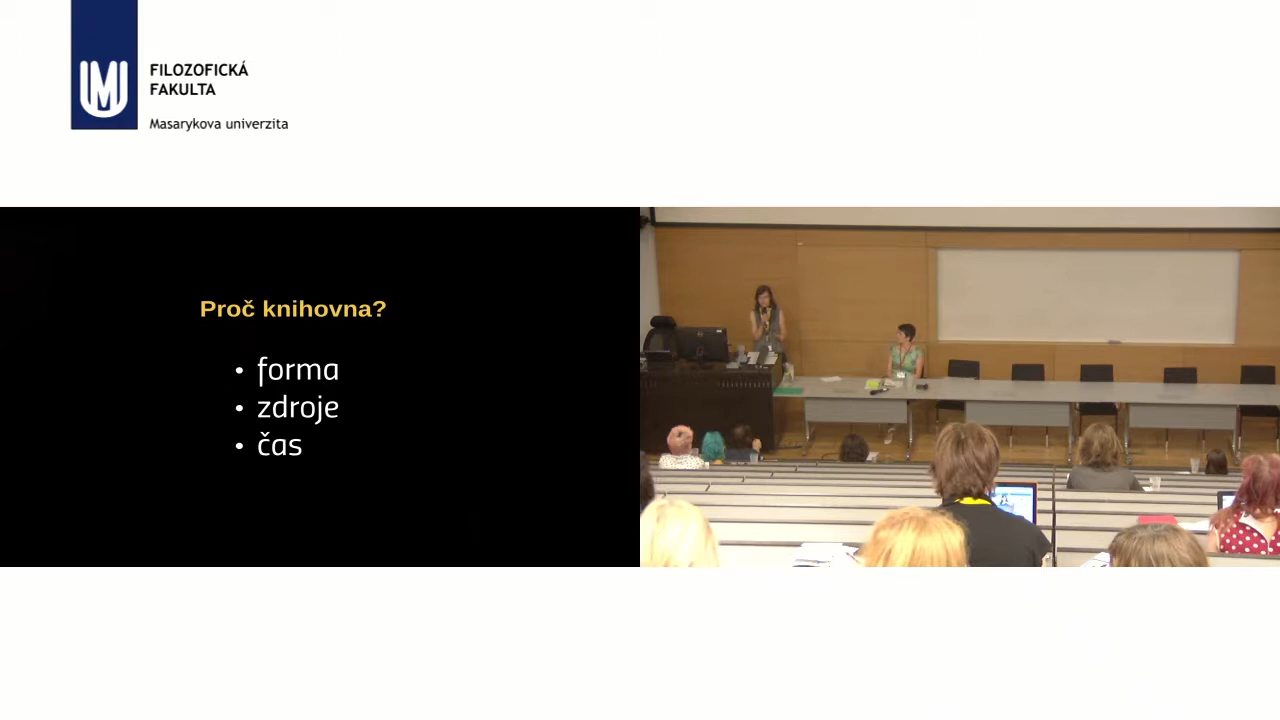 FILOZOFICKÁ
FAKULTA
Masarykova univerzita
Proč knihovna?
• forma
• zdroje
• čas